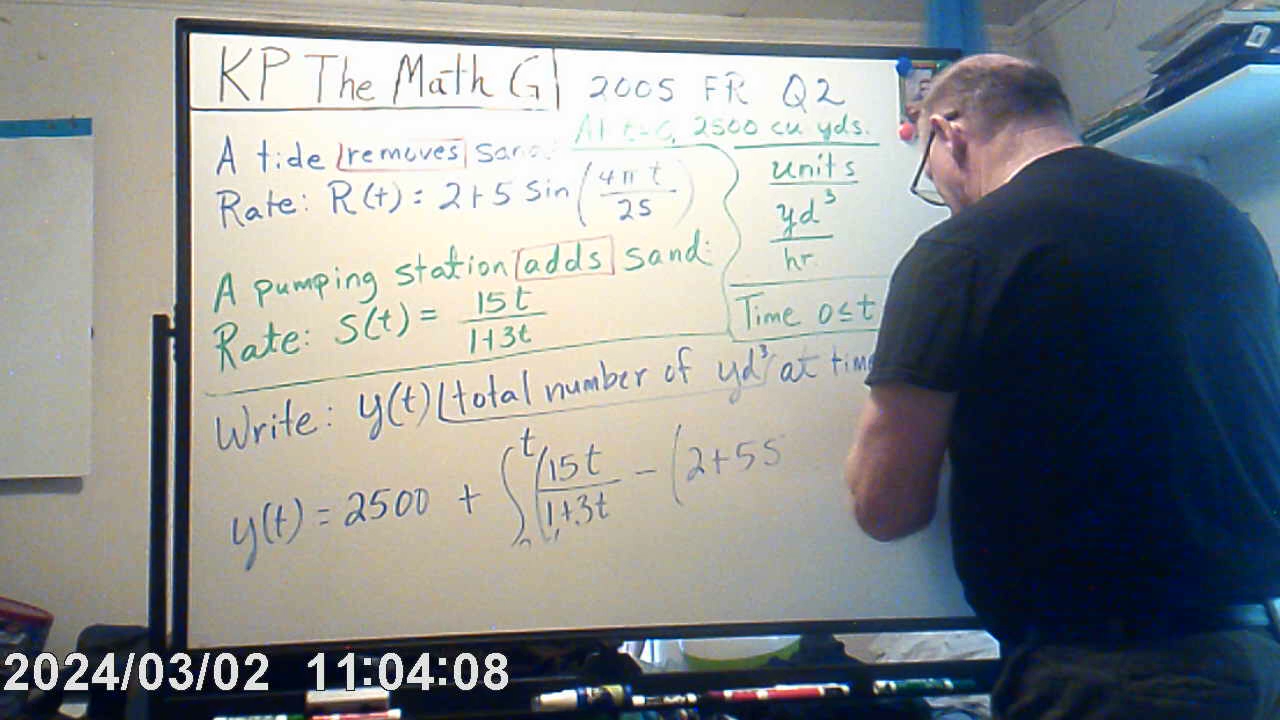 KP The Math G 2005 FR Q2
At t=0, 2500 cu yds.
A tide removes sand:
Rate: R(t) = 2+5 sin(4πt/25)
units
yd³/hr.
A pumping station adds sand:
Rate: S(t) = 15t/1+3t
Time 0≤t
Write: y(t) total number of yd³ at time
y(t) = 2500 + ∫₀ᵗ (15t/1+3t - (2+5S
2024/03/02 11:04:08